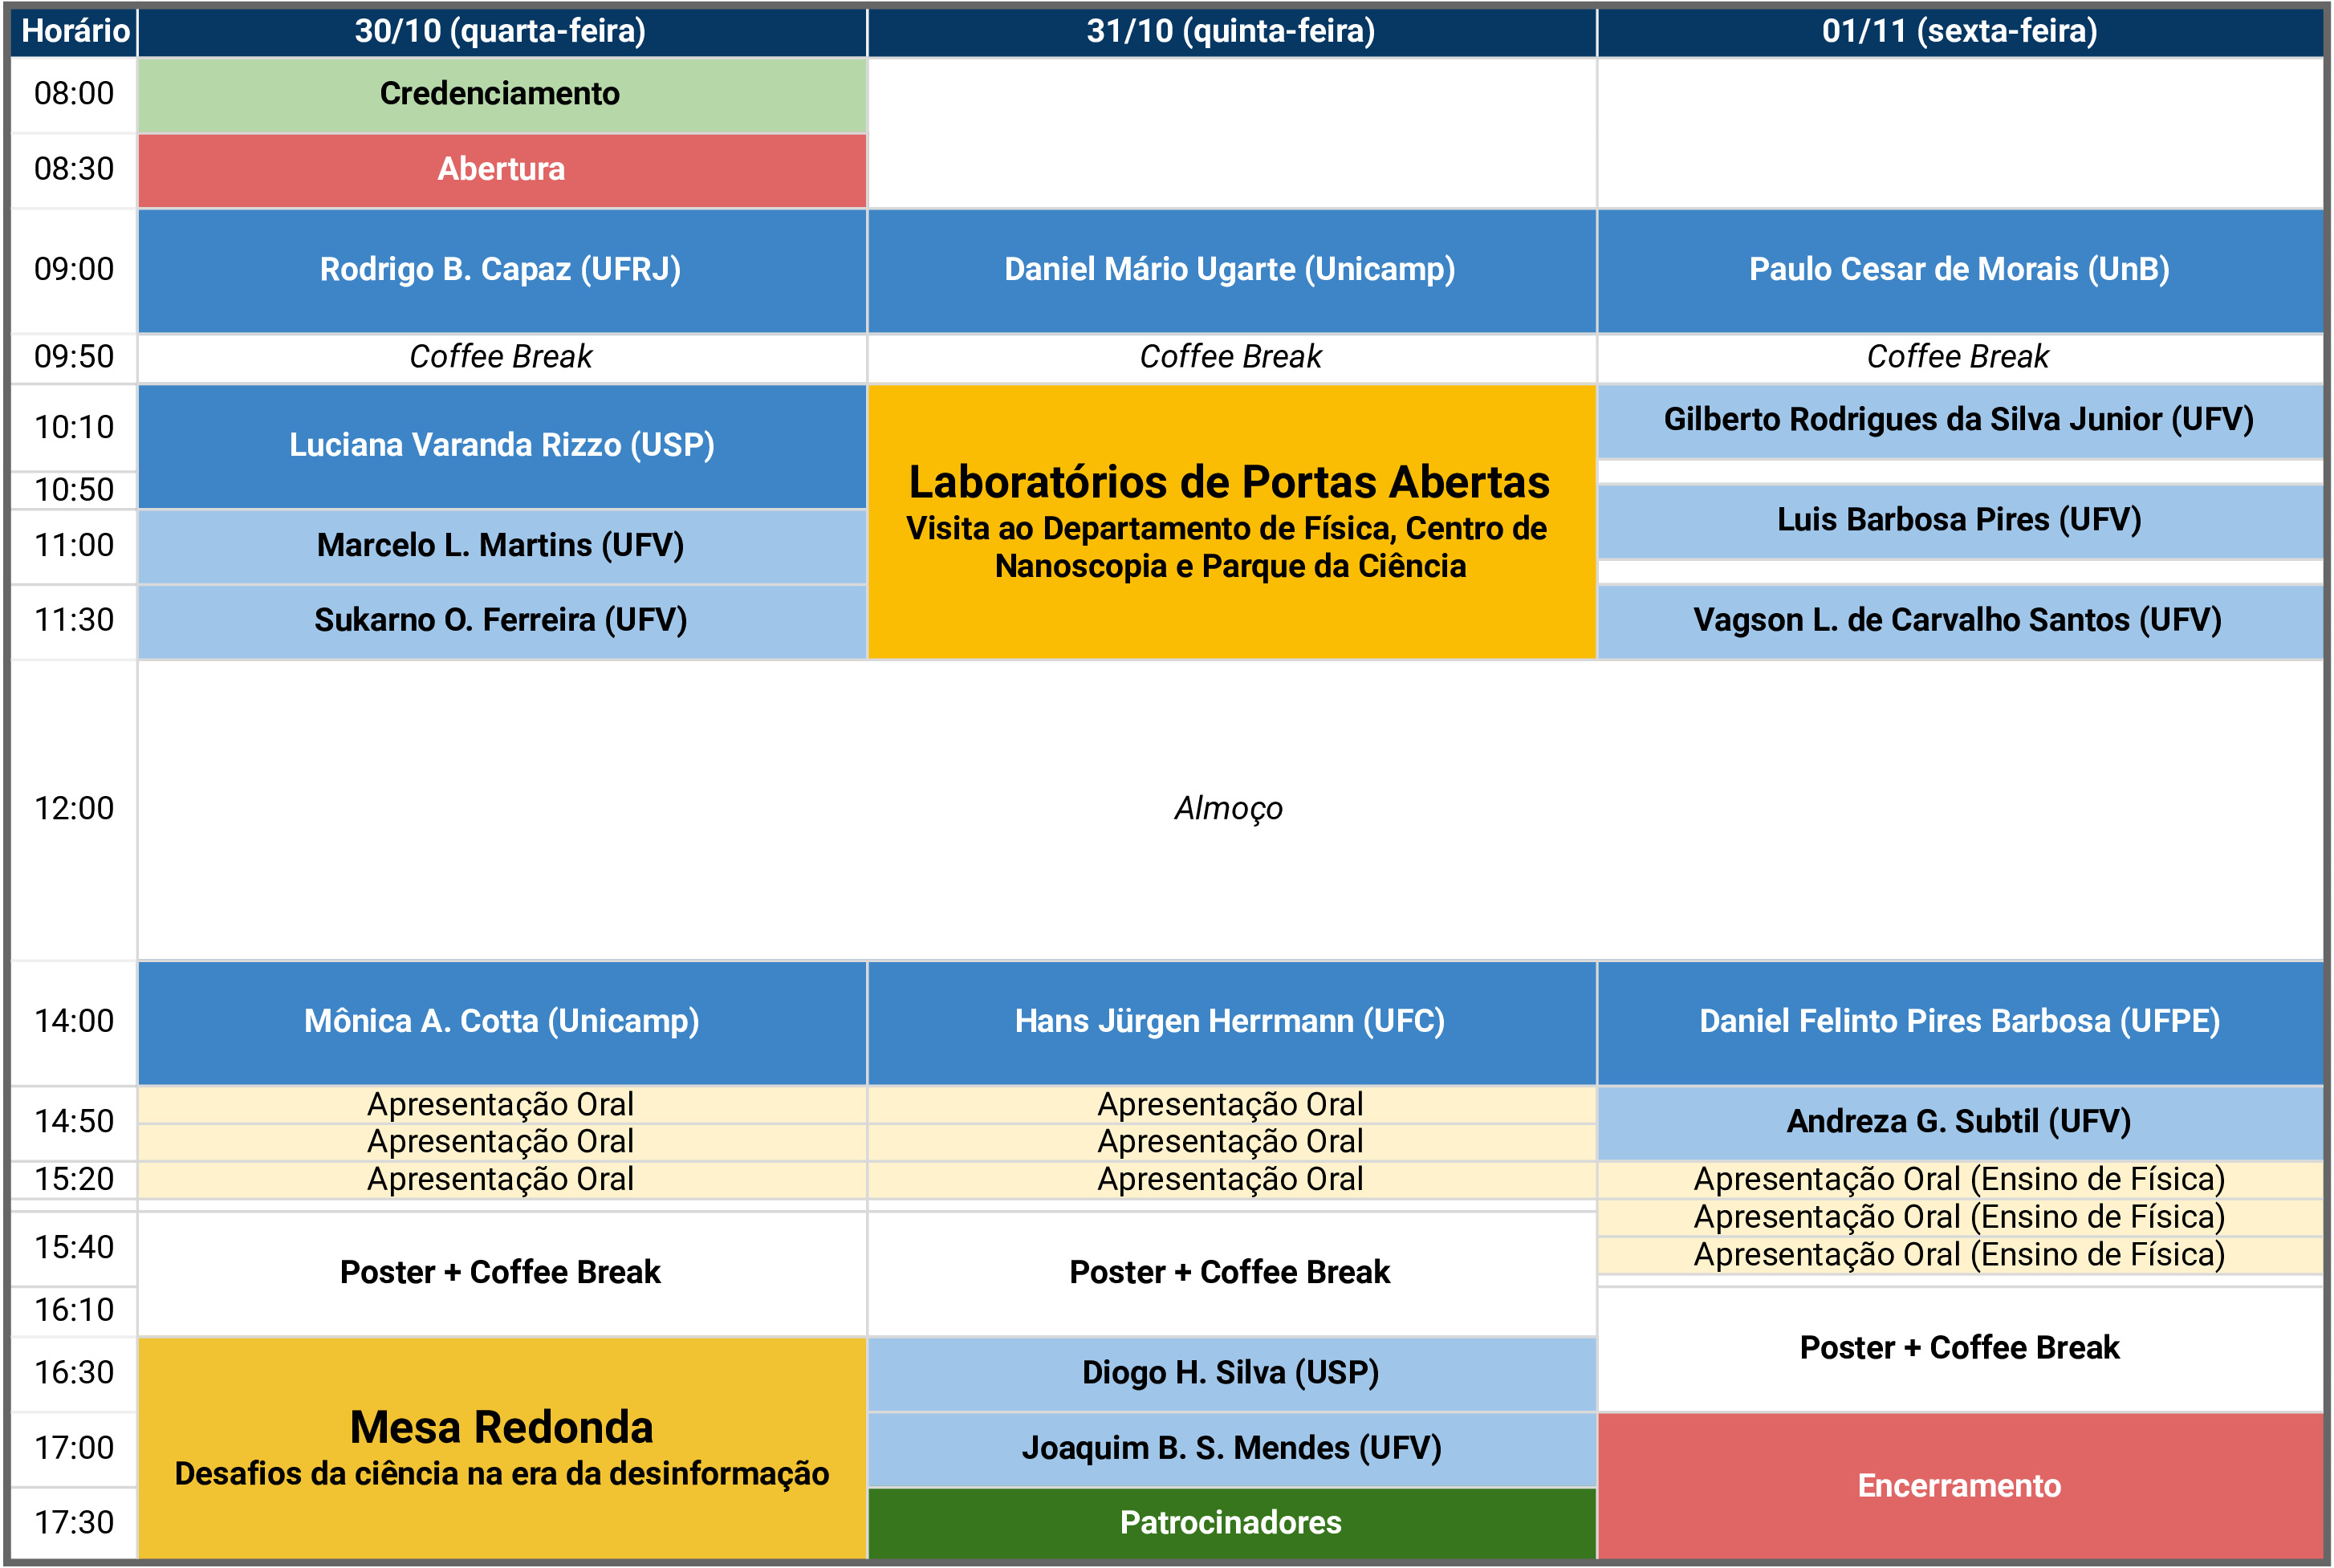 Horário 30/10 (quarta-feira) 31/10 (quinta-feira) 01/11 (sexta-feira)
08:00 Credenciamento
08:30 Abertura
09:00 Rodrigo B. Capaz (UFRJ) Daniel Mário Ugarte (Unicamp) Paulo Cesar de Morais (UnB)
09:50 Coffee Break Coffee Break Coffee Break
10:10 Luciana Varanda Rizzo (USP) Gilberto Rodrigues da Silva Junior (UFV)
Laboratórios de Portas Abertas
10:50
Visita ao Departamento de Física, Centro de
Nanoscopia e Parque da Ciência
Luis Barbosa Pires (UFV)
11:00 Marcelo L. Martins (UFV)
11:30 Sukarno O. Ferreira (UFV) Vagson L. de Carvalho Santos (UFV)
12:00 Almoço
14:00 Mônica A. Cotta (Unicamp) Hans Jürgen Herrmann (UFC) Daniel Felinto Pires Barbosa (UFPE)
Apresentação Oral Apresentação Oral
14:50 Andreza G. Subtil (UFV)
Apresentação Oral Apresentação Oral
15:20 Apresentação Oral Apresentação Oral Apresentação Oral (Ensino de Física)
Apresentação Oral (Ensino de Física)
15:40 Apresentação Oral (Ensino de Física)
Poster + Coffee Break Poster + Coffee Break
16:10
Poster + Coffee Break
16:30 Diogo H. Silva (USP)
Mesa Redonda
Desafios da ciência na era da desinformação
17:00 Joaquim B. S. Mendes (UFV)
Encerramento
17:30 Patrocinadores